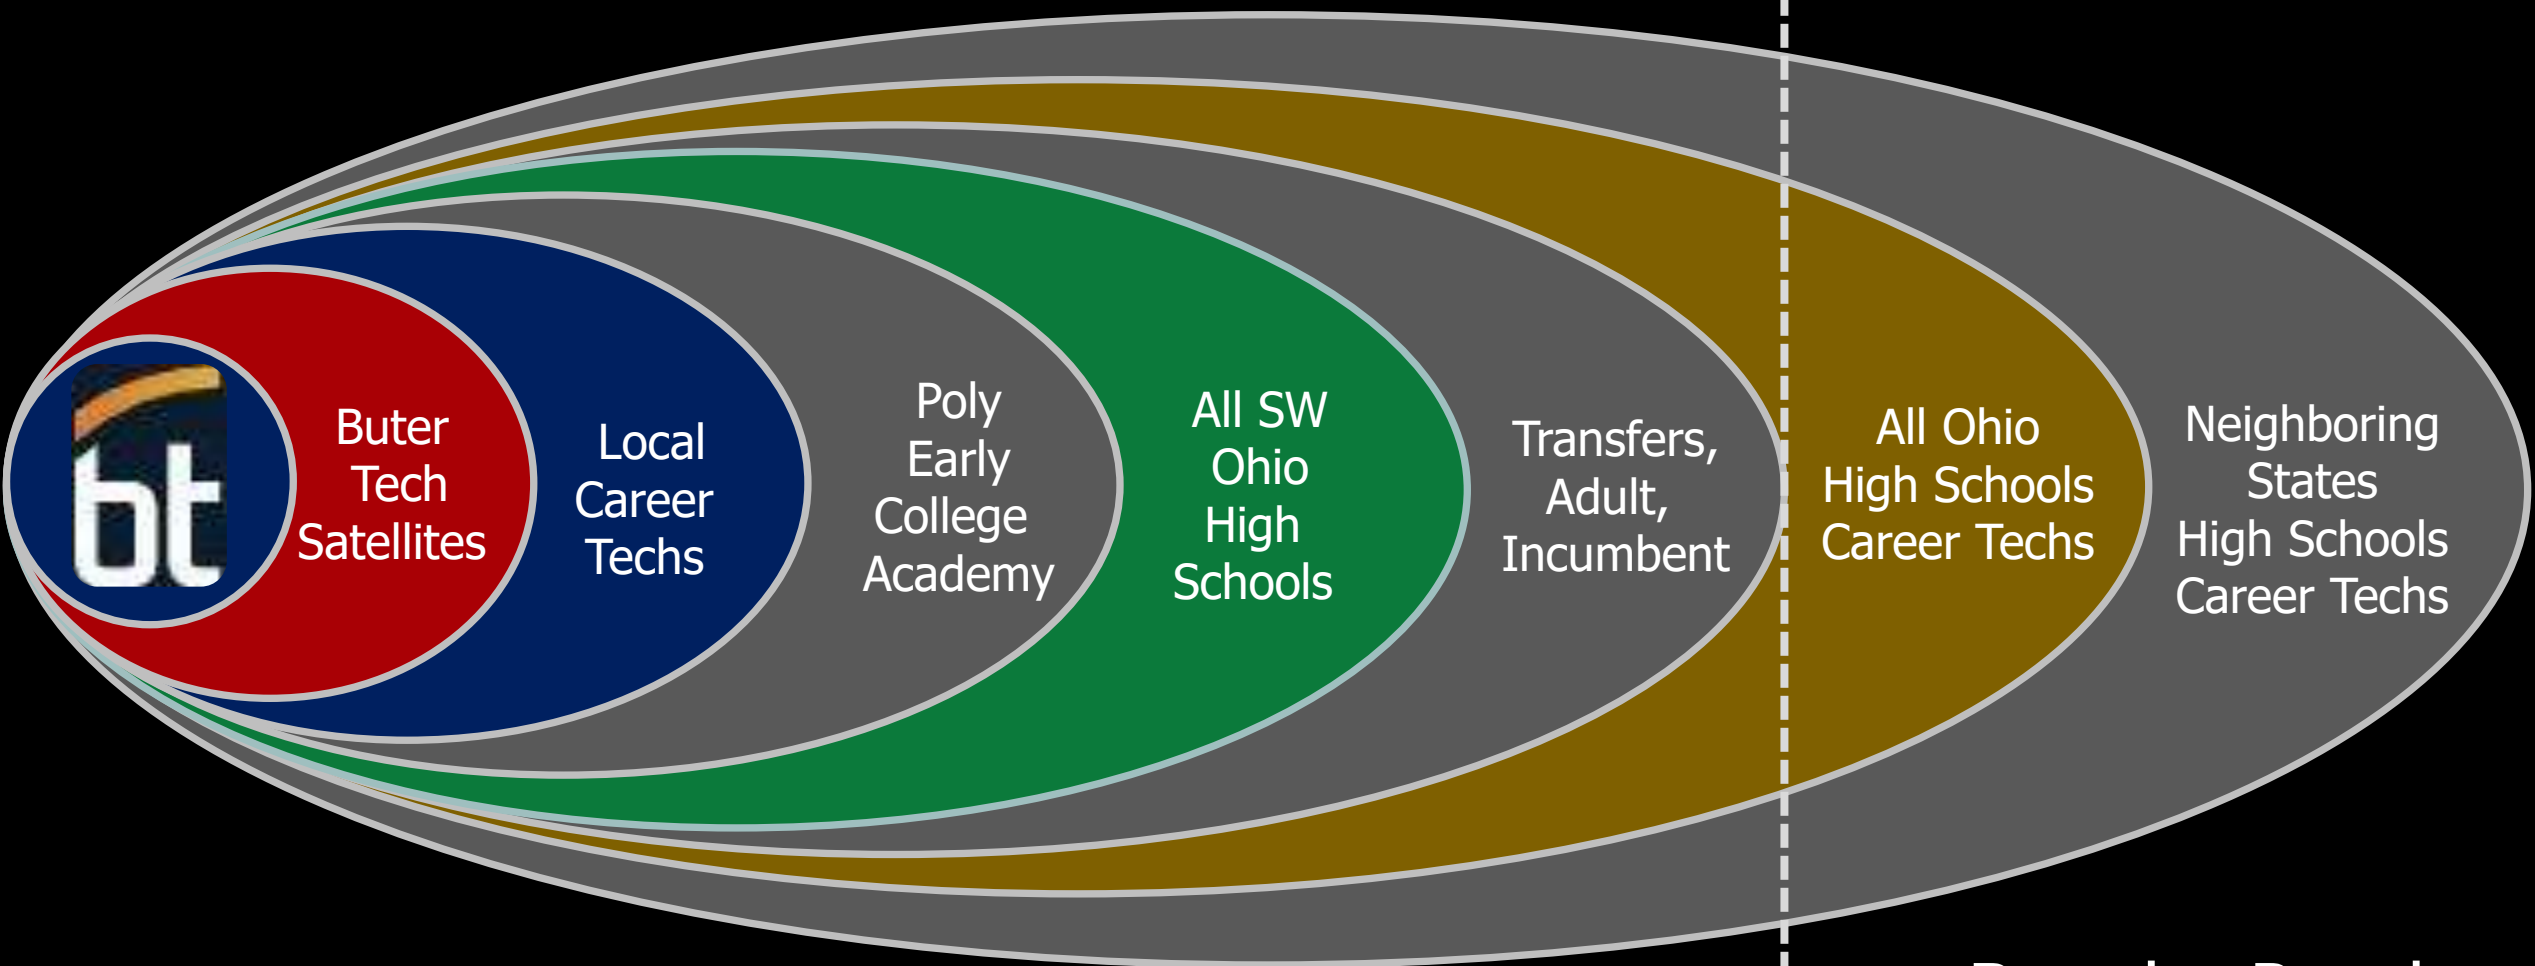 bt
Buter
Tech
Satellites
Local
Career
Techs
Poly
Early
College
Academy
All SW
Ohio
High
Schools
Transfers,
Adult,
Incumbent
All Ohio
High Schools
Career Techs
Neighboring
States
High Schools
Career Techs